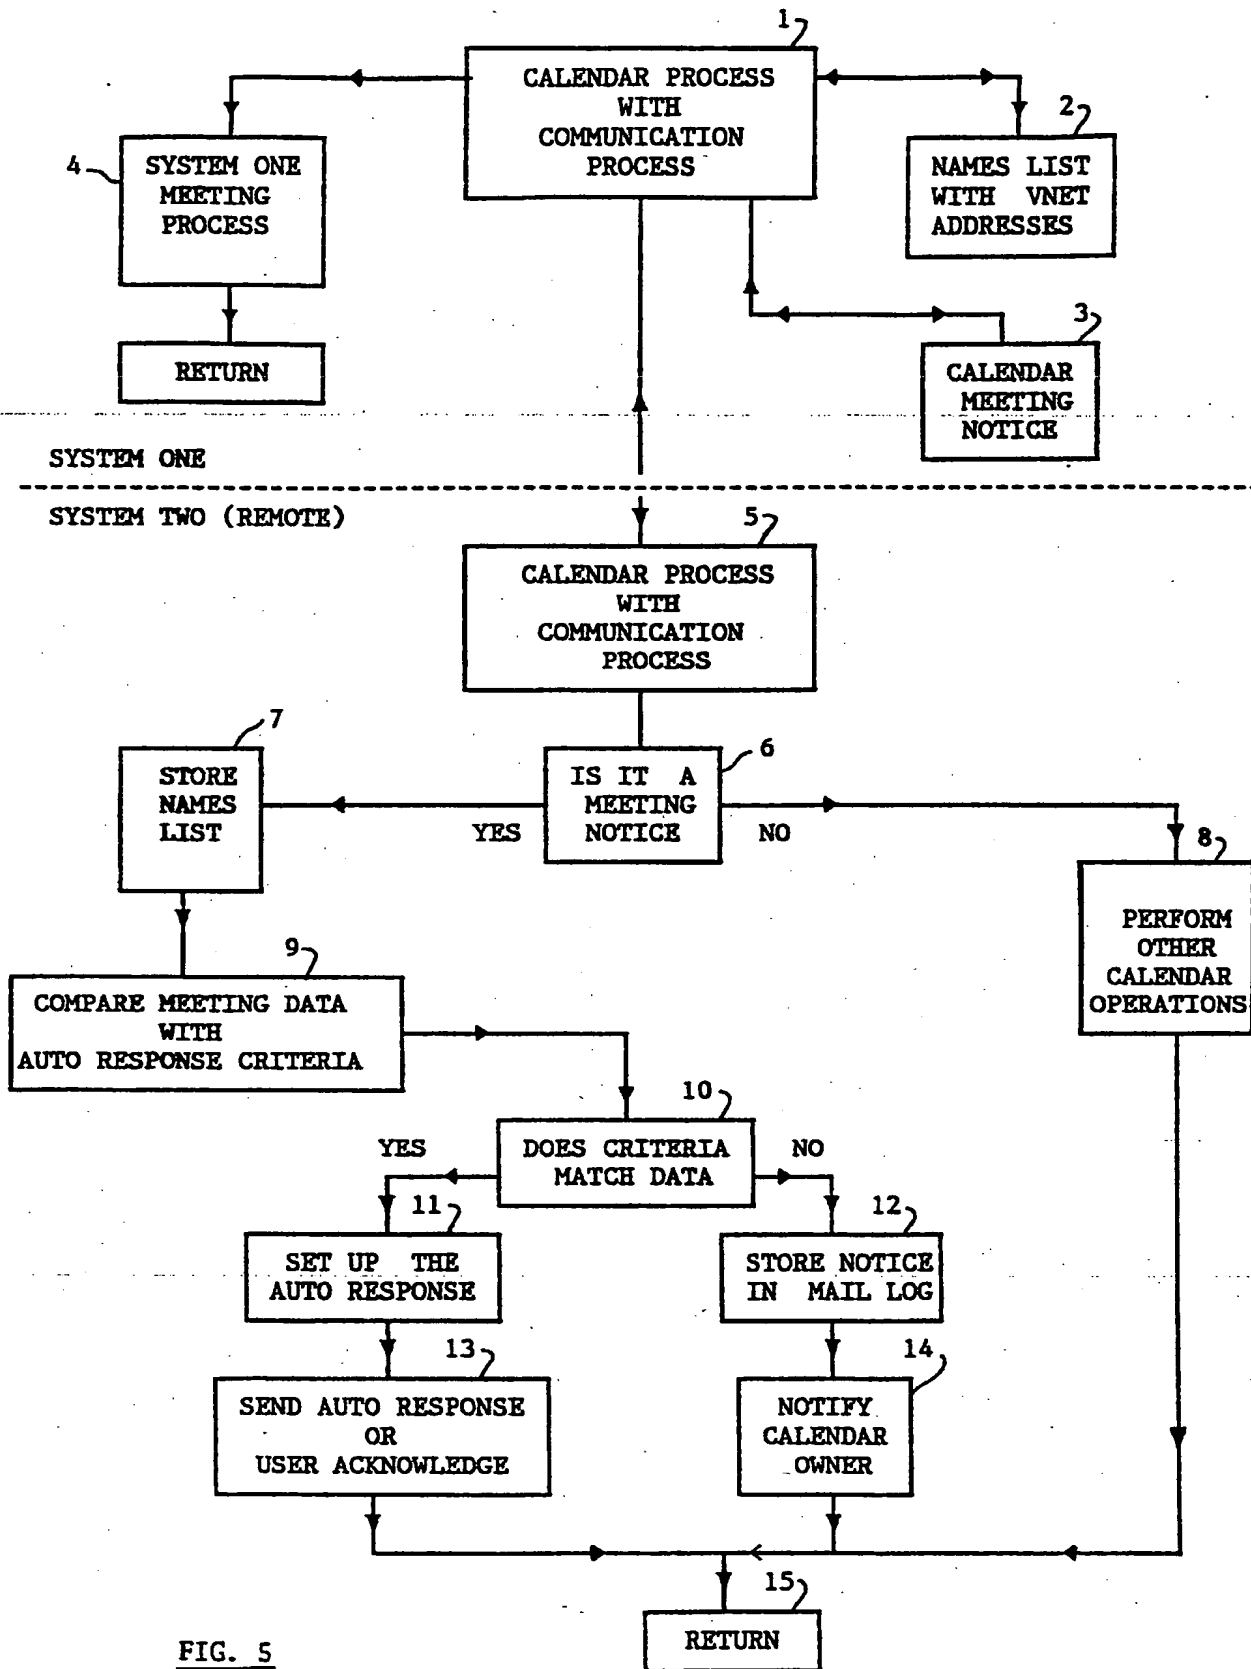 1
CALENDAR PROCESS
WITH
COMMUNICATION
PROCESS
2
NAMES LIST
WITH VNET
ADDRESSES
4
SYSTEM ONE
MEETING
PROCESS
3
CALENDAR
MEETING
NOTICE
RETURN
SYSTEM ONE
SYSTEM TWO (REMOTE)
5
CALENDAR PROCESS
WITH
COMMUNICATION
PROCESS
7
STORE
NAMES
LIST
6
IS IT A
MEETING
NOTICE
YES
NO
8
PERFORM
OTHER
CALENDAR
OPERATIONS
9
COMPARE MEETING DATA
WITH
AUTO RESPONSE CRITERIA
10
DOES CRITERIA
MATCH DATA
YES
NO
11
SET UP THE
AUTO RESPONSE
12
STORE NOTICE
IN MAIL LOG
13
SEND AUTO RESPONSE
OR
USER ACKNOWLEDGE
14
NOTIFY
CALENDAR
OWNER
15
RETURN
FIG. 5